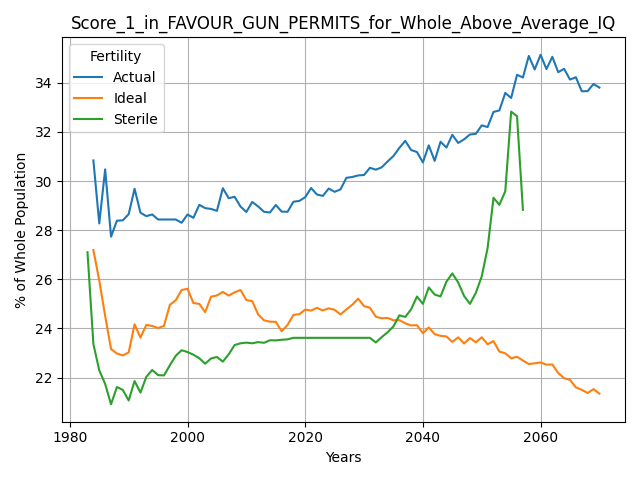 Score_1_in_FAVOUR_GUN_PERMITS_for_Whole_Above_Average_IQ
Fertility
Actual
Ideal
Sterile
% of Whole Population
34
32
30
28
26
24
22
1980
2000
2020
2040
2060
Years